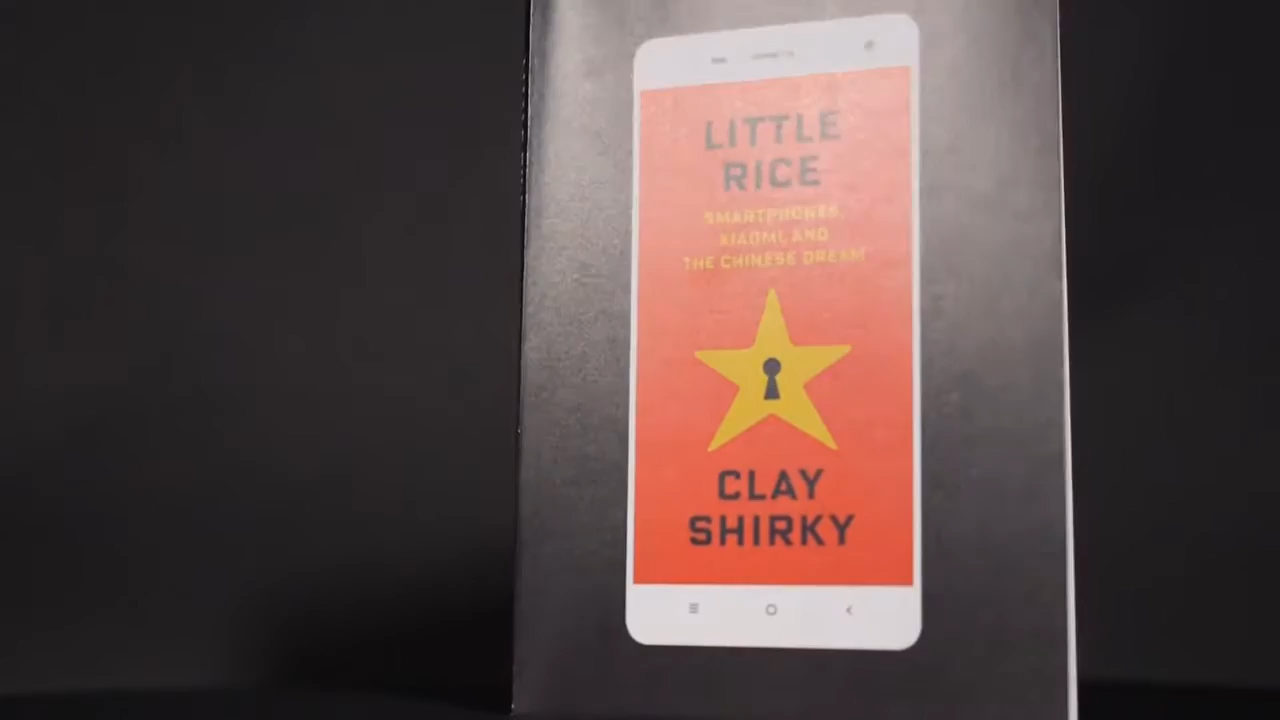 LITTLE
RICE
SMARTPHONES,
XIAOMI, AND
THE CHINESE DREAM
CLAY
SHIRKY